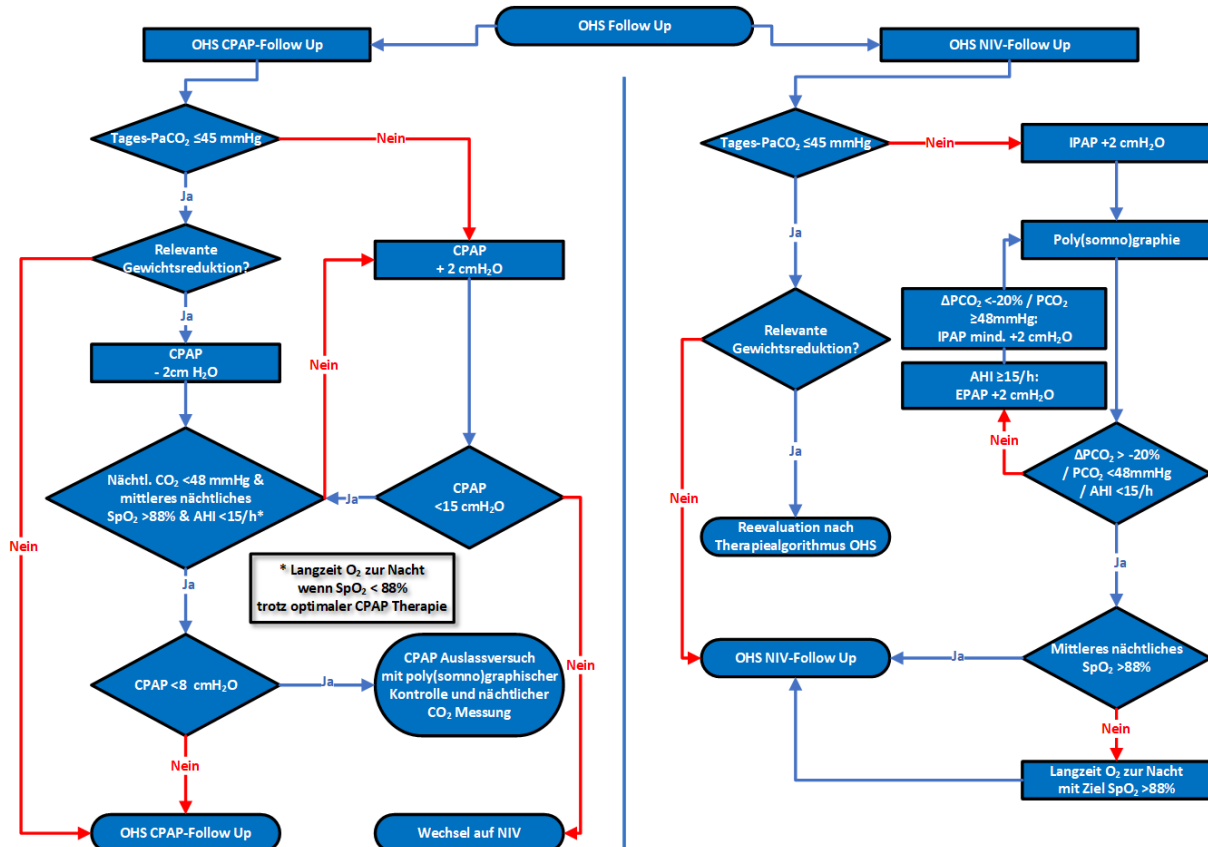 OHS Follow Up
OHS CPAP-Follow Up
Tages-PaCO₂ ≤45 mmHg
Nein
Ja
Relevante
Gewichtsreduktion?
CPAP
+ 2 cmH₂O
Ja
Nein
CPAP
- 2cm H₂O
Nächtl. CO₂ <48 mmHg &
mittleres nächtliches
SpO₂ >88% & AHI <15/h*
Ja
CPAP
<15 cmH₂O
Nein
Ja
* Langzeit O₂ zur Nacht
wenn SpO₂ < 88%
trotz optimaler CPAP Therapie
CPAP <8 cmH₂O
Ja
CPAP Auslassversuch
mit poly(somno)graphischer
Kontrolle und nächtlicher
CO₂ Messung
Nein
Nein
OHS CPAP-Follow Up
Wechsel auf NIV
OHS NIV-Follow Up
Tages-PaCO₂ ≤45 mmHg
Nein
IPAP +2 cmH₂O
Ja
Poly(somno)graphie
Relevante
Gewichtsreduktion?
ΔPCO₂ <-20% / PCO₂
≥48mmHg:
IPAP mind. +2 cmH₂O
AHI ≥15/h:
EPAP +2 cmH₂O
Nein
Ja
Nein
ΔPCO₂ > -20%
/ PCO₂ <48mmHg
/ AHI <15/h
Reevaluation nach
Therapiealgorithmus OHS
Ja
OHS NIV-Follow Up
Ja
Mittleres nächtliches
SpO₂ >88%
Nein
Langzeit O₂ zur Nacht
mit Ziel SpO₂ >88%